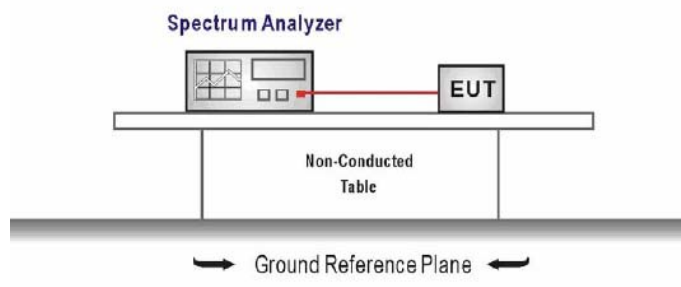 Spectrum Analyzer
EUT
Non-Conducted
Table
Ground Reference Plane